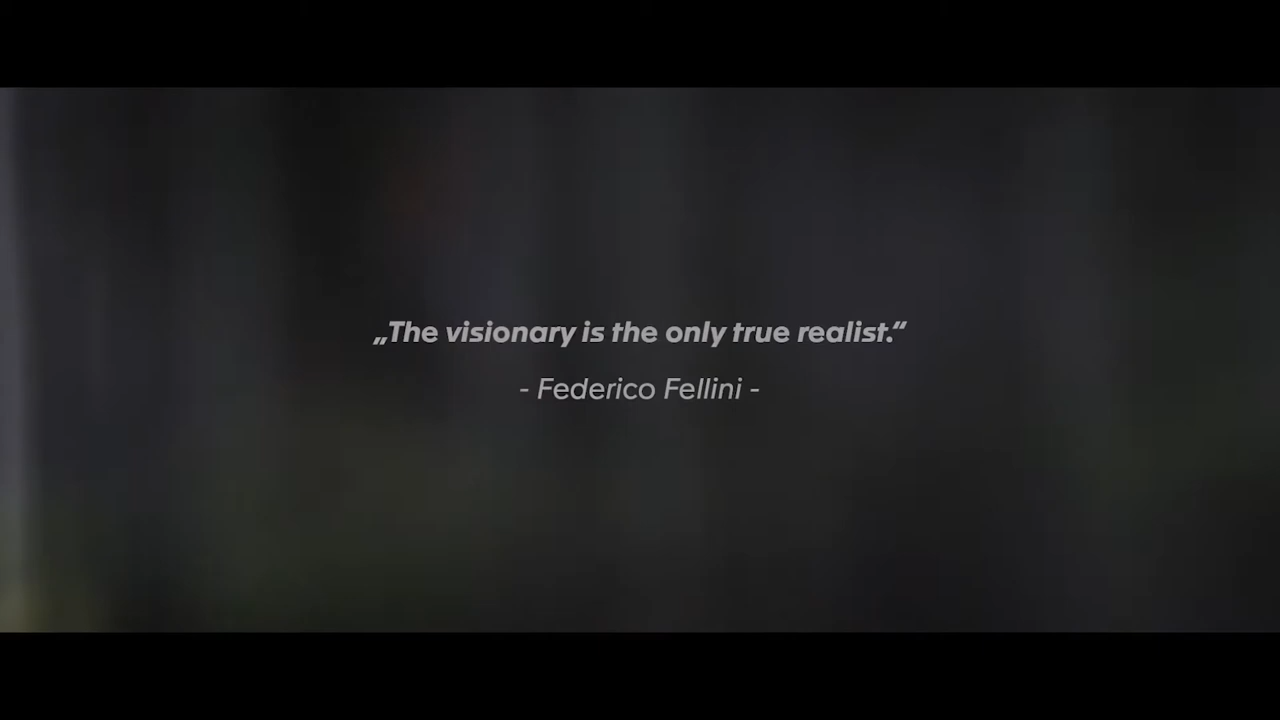 „The visionary is the only true realist.“
- Federico Fellini -